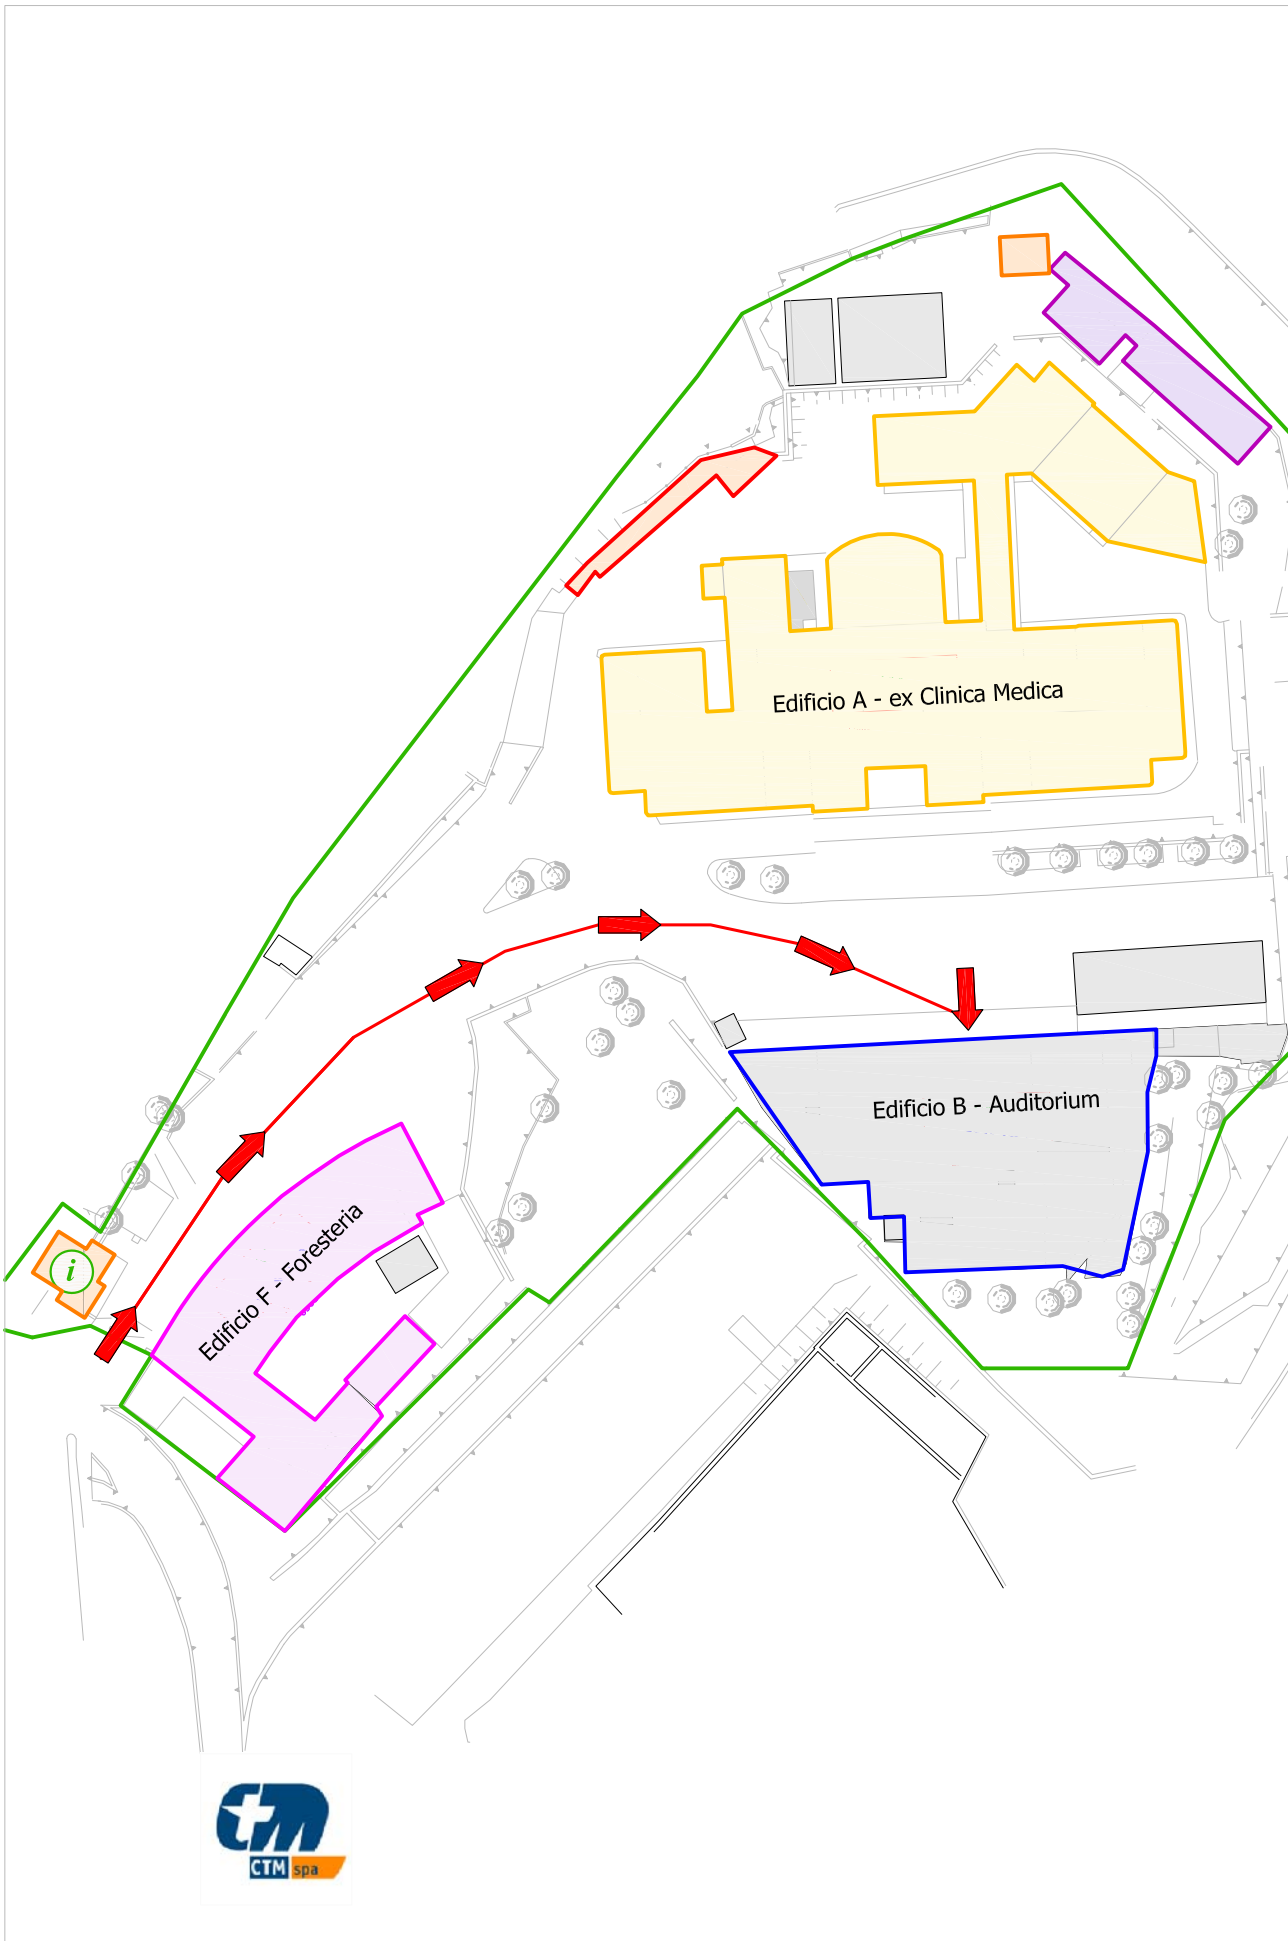 Edificio A - ex Clinica Medica
Edificio B - Auditorium
Edificio F - Foresteria
i
CTM spa